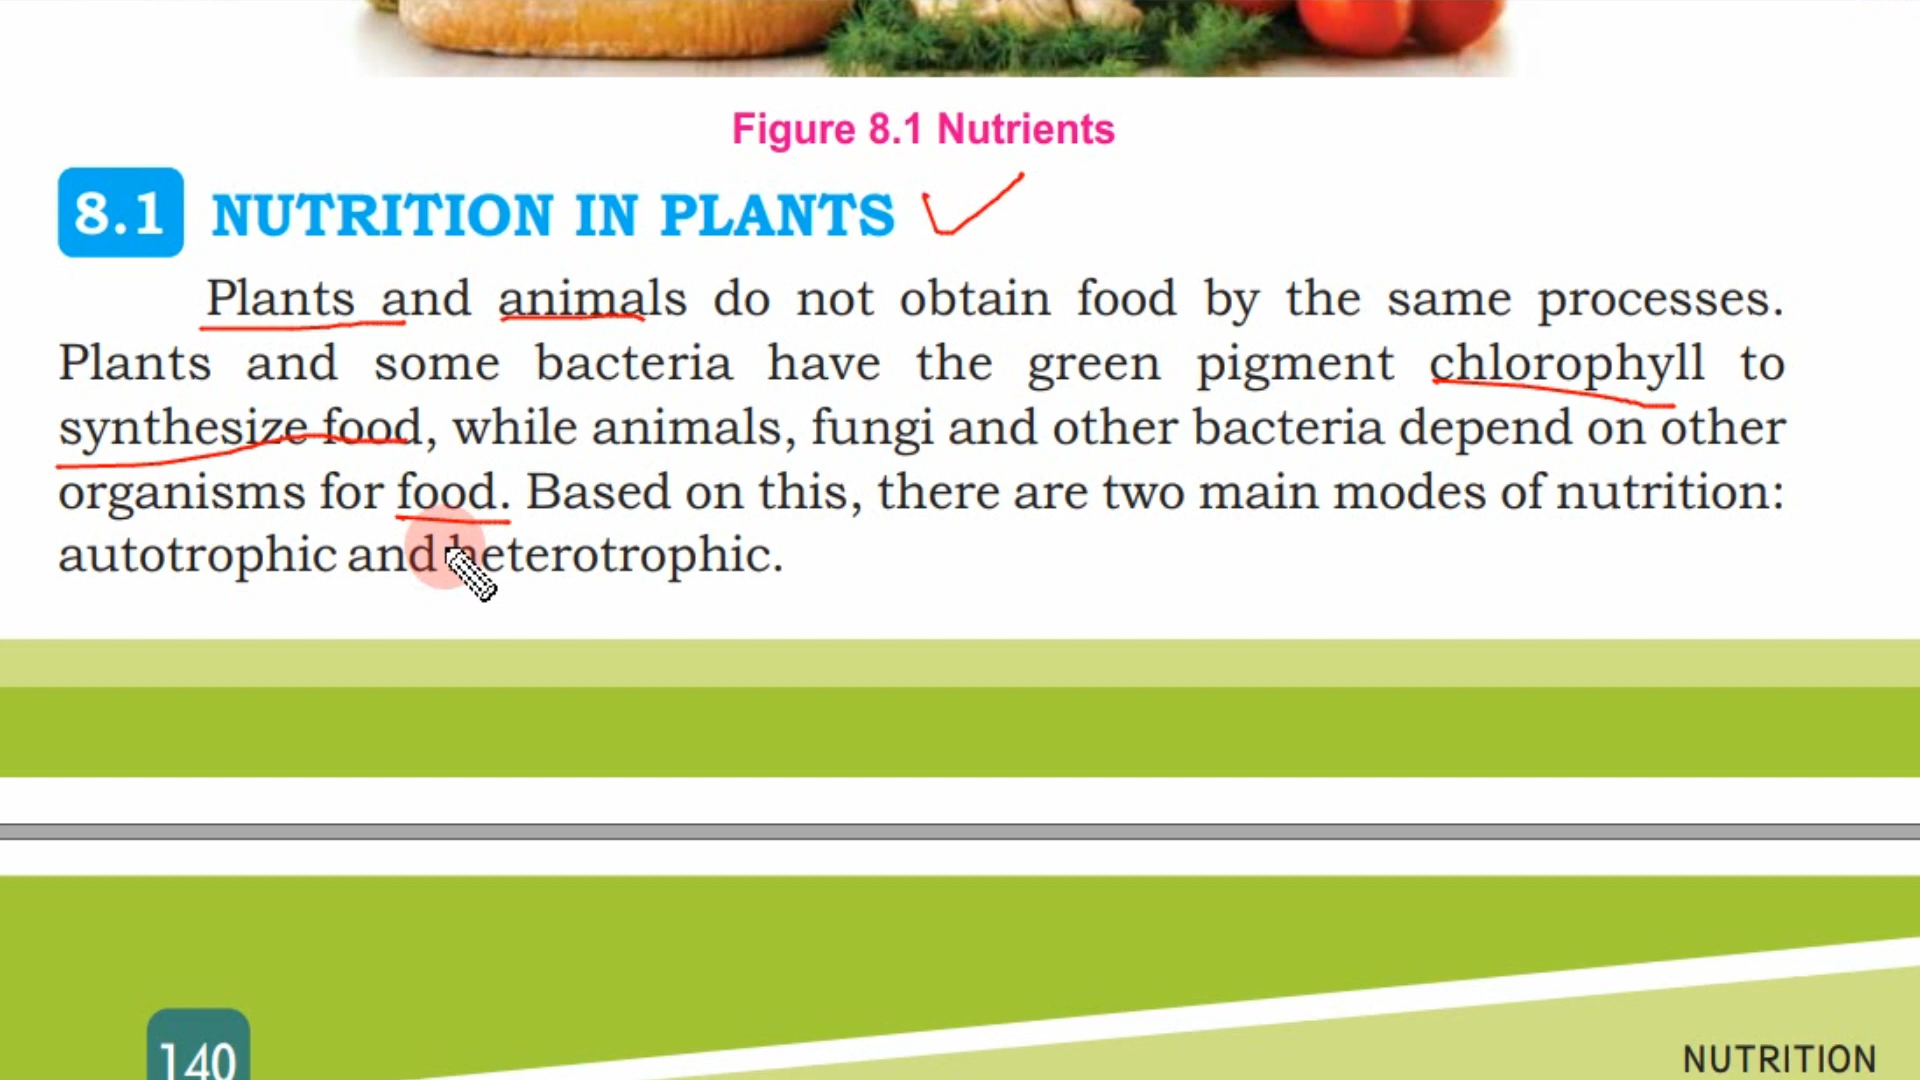 Figure 8.1 Nutrients
8.1 NUTRITION IN PLANTS
Plants and animals do not obtain food by the same processes.
Plants and some bacteria have the green pigment chlorophyll to
synthesize food, while animals, fungi and other bacteria depend on other
organisms for food. Based on this, there are two main modes of nutrition:
autotrophic and heterotrophic.
140
NUTRITION